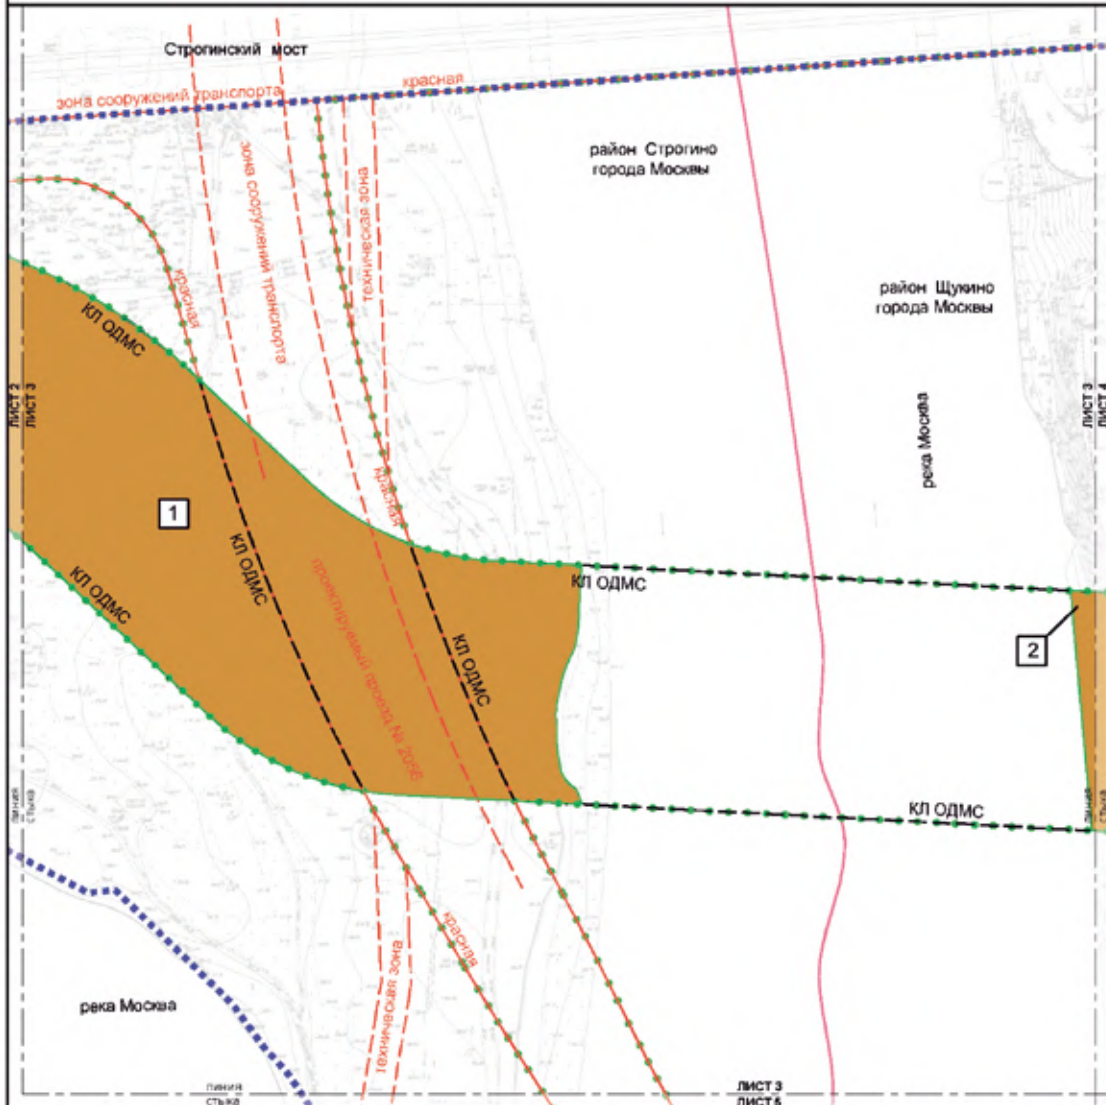 Строгинский мост
красная
зона сооружений транспорта
район Строгино
города Москвы
зона сооружений транспорта
техническая зона
красная
район Щукино
города Москвы
КЛ ОДМС
ЛИСТ 2
ЛИСТ 3
ЛИСТ 3
ЛИСТ 4
река Москва
красная
1
КЛ ОДМС
КЛ ОДМС
КЛ ОДМС
проектируемый проезд № 2056
КЛ ОДМС
2
линия
стыка
КЛ ОДМС
линия
стыка
красная
техническая зона
река Москва
линия
стыка
ЛИСТ 3
ЛИСТ 5